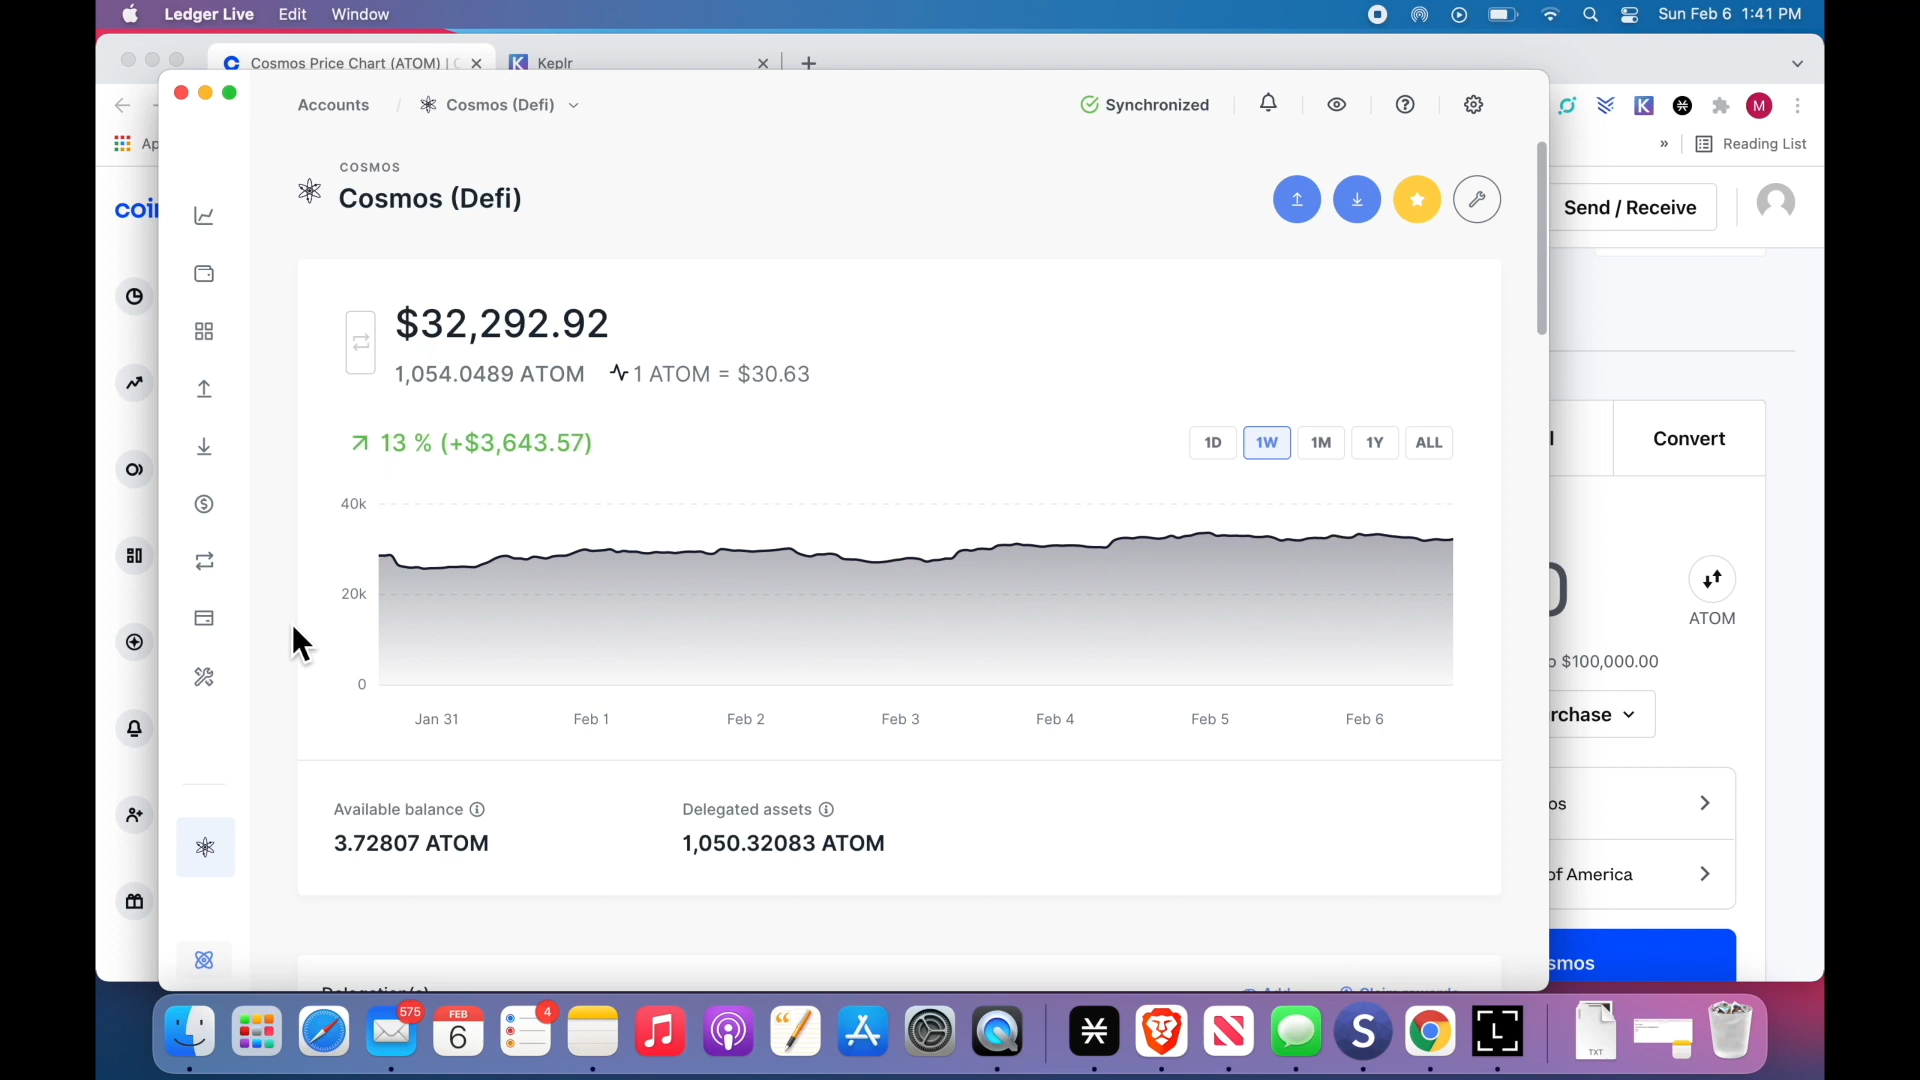 Ledger Live Edit Window Sun Feb 6 1:41 PM
Cosmos Price Chart (ATOM) | C Keplr
Accounts / Cosmos (Defi) Synchronized
K M
Ap » Reading List
COSMOS
Cosmos (Defi)
coin Send / Receive
$32,292.92
1,054.0489 ATOM 1 ATOM = $30.63
13 % (+$3,643.57) 1D 1W 1M 1Y ALL
Convert
40k
20k
0
ATOM
$100,000.00
Jan 31 Feb 1 Feb 2 Feb 3 Feb 4 Feb 5 Feb 6
rchase
Available balance Delegated assets
3.72807 ATOM 1,050.32083 ATOM
os
of America
smos
575 FEB 6 4
S L TXT